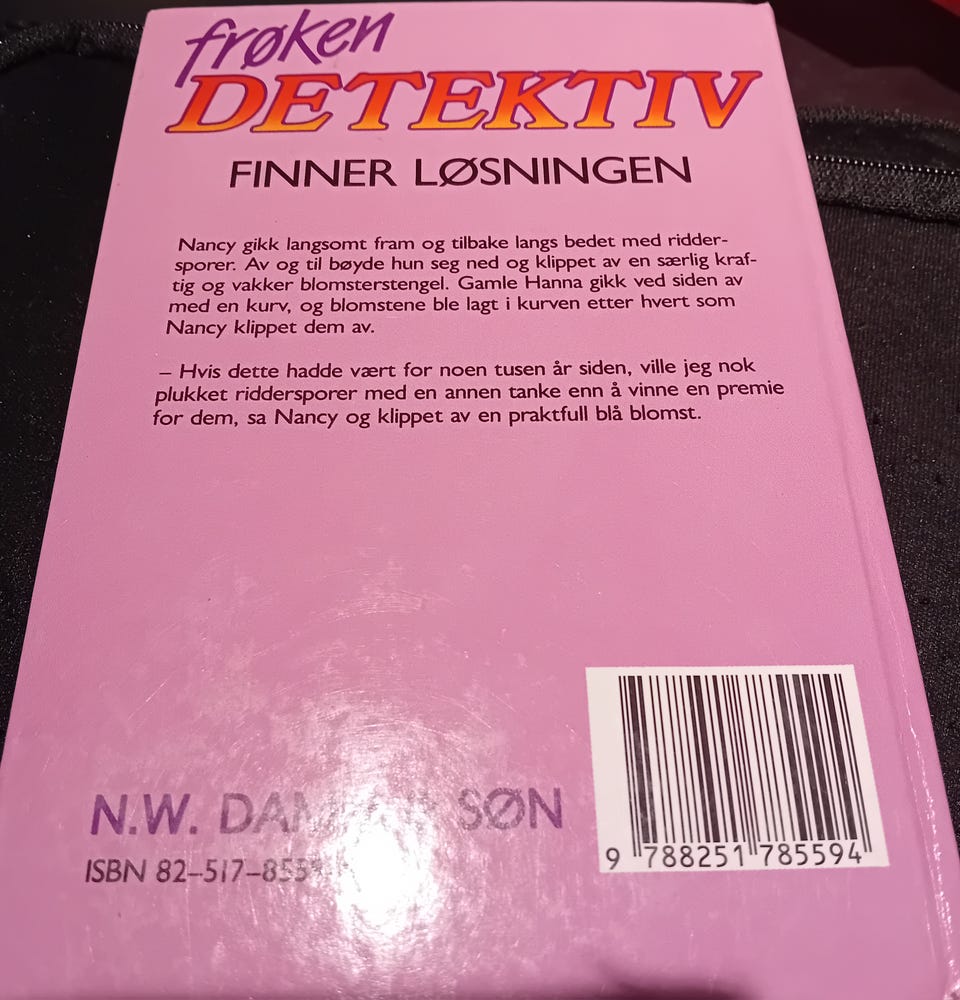 frøken
DETEKTIV
FINNER LØSNINGEN
Nancy gikk langsomt fram og tilbake langs bedet med ridder-
sporer. Av og til bøyde hun seg ned og klippet av en særlig kraf-
tig og vakker blomsterstengel. Gamle Hanna gikk ved siden av
med en kurv, og blomstene ble lagt i kurven etter hvert som
Nancy klippet dem av.
– Hvis dette hadde vært for noen tusen år siden, ville jeg nok
plukket riddersporer med en annen tanke enn å vinne en premie
for dem, sa Nancy og klippet av en praktfull blå blomst.
N.W. SØN
ISBN 82–517–855
9 788251 785594